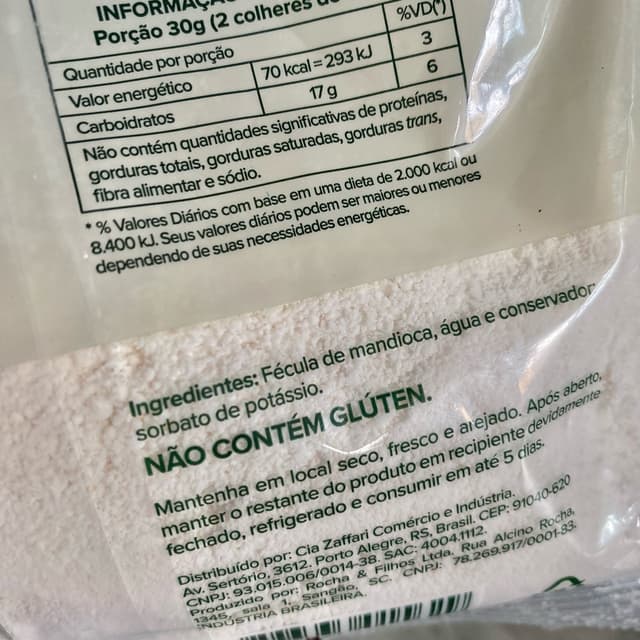 INFORMAÇ
Porção 30g (2 colheres
Quantidade por porção
%VD(*)
Valor energético
70 kcal = 293 kJ
3
Carboidratos
17 g
6
Não contém quantidades significativas de proteínas,
gorduras totais, gorduras saturadas, gorduras trans,
fibra alimentar e sódio.
* % Valores Diários com base em uma dieta de 2.000 kcal ou
8.400 kJ. Seus valores diários podem ser maiores ou menores
dependendo de suas necessidades energéticas.
Ingredientes: Fécula de mandioca, água e conservador
sorbato de potássio.
NÃO CONTÉM GLÚTEN.
Mantenha em local seco, fresco e arejado. Após aberto,
manter o restante do produto em recipiente devidamente
fechado, refrigerado e consumir em até 5 dias.
Distribuído por: Cia Zaffari Comércio e Indústria.
Av. Sertório, 3612, Porto Alegre, RS, Brasil. CEP: 91040-620
CNPJ: 93.015.006/0014-38. SAC: 4004.1112.
Produzido por: Rocha & Filhos Ltda, Rua Alcino Rocha,
1345, sala 1, Sangão, SC. CNPJ: 78.269.917/0001-33.
INDÚSTRIA BRASILEIRA